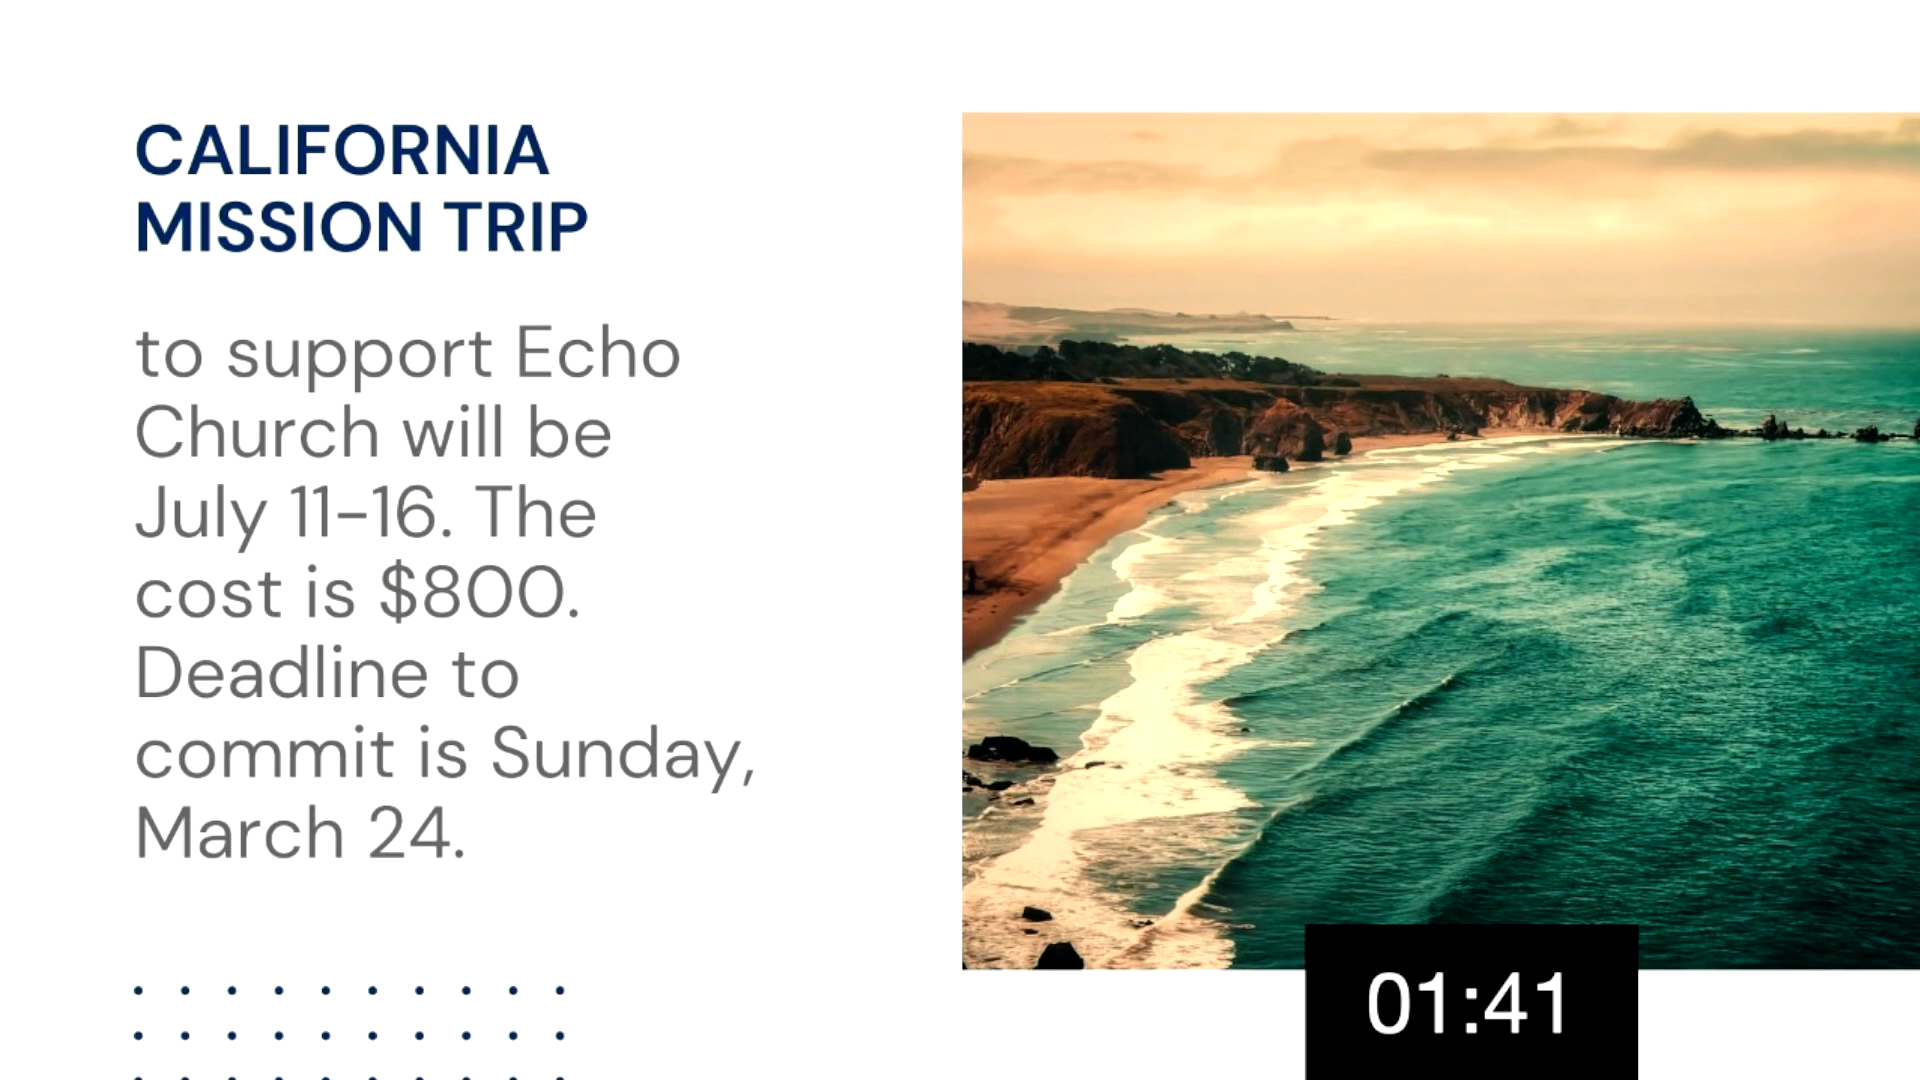 CALIFORNIA
MISSION TRIP
to support Echo
Church will be
July 11-16. The
cost is $800.
Deadline to
commit is Sunday,
March 24.
01:41